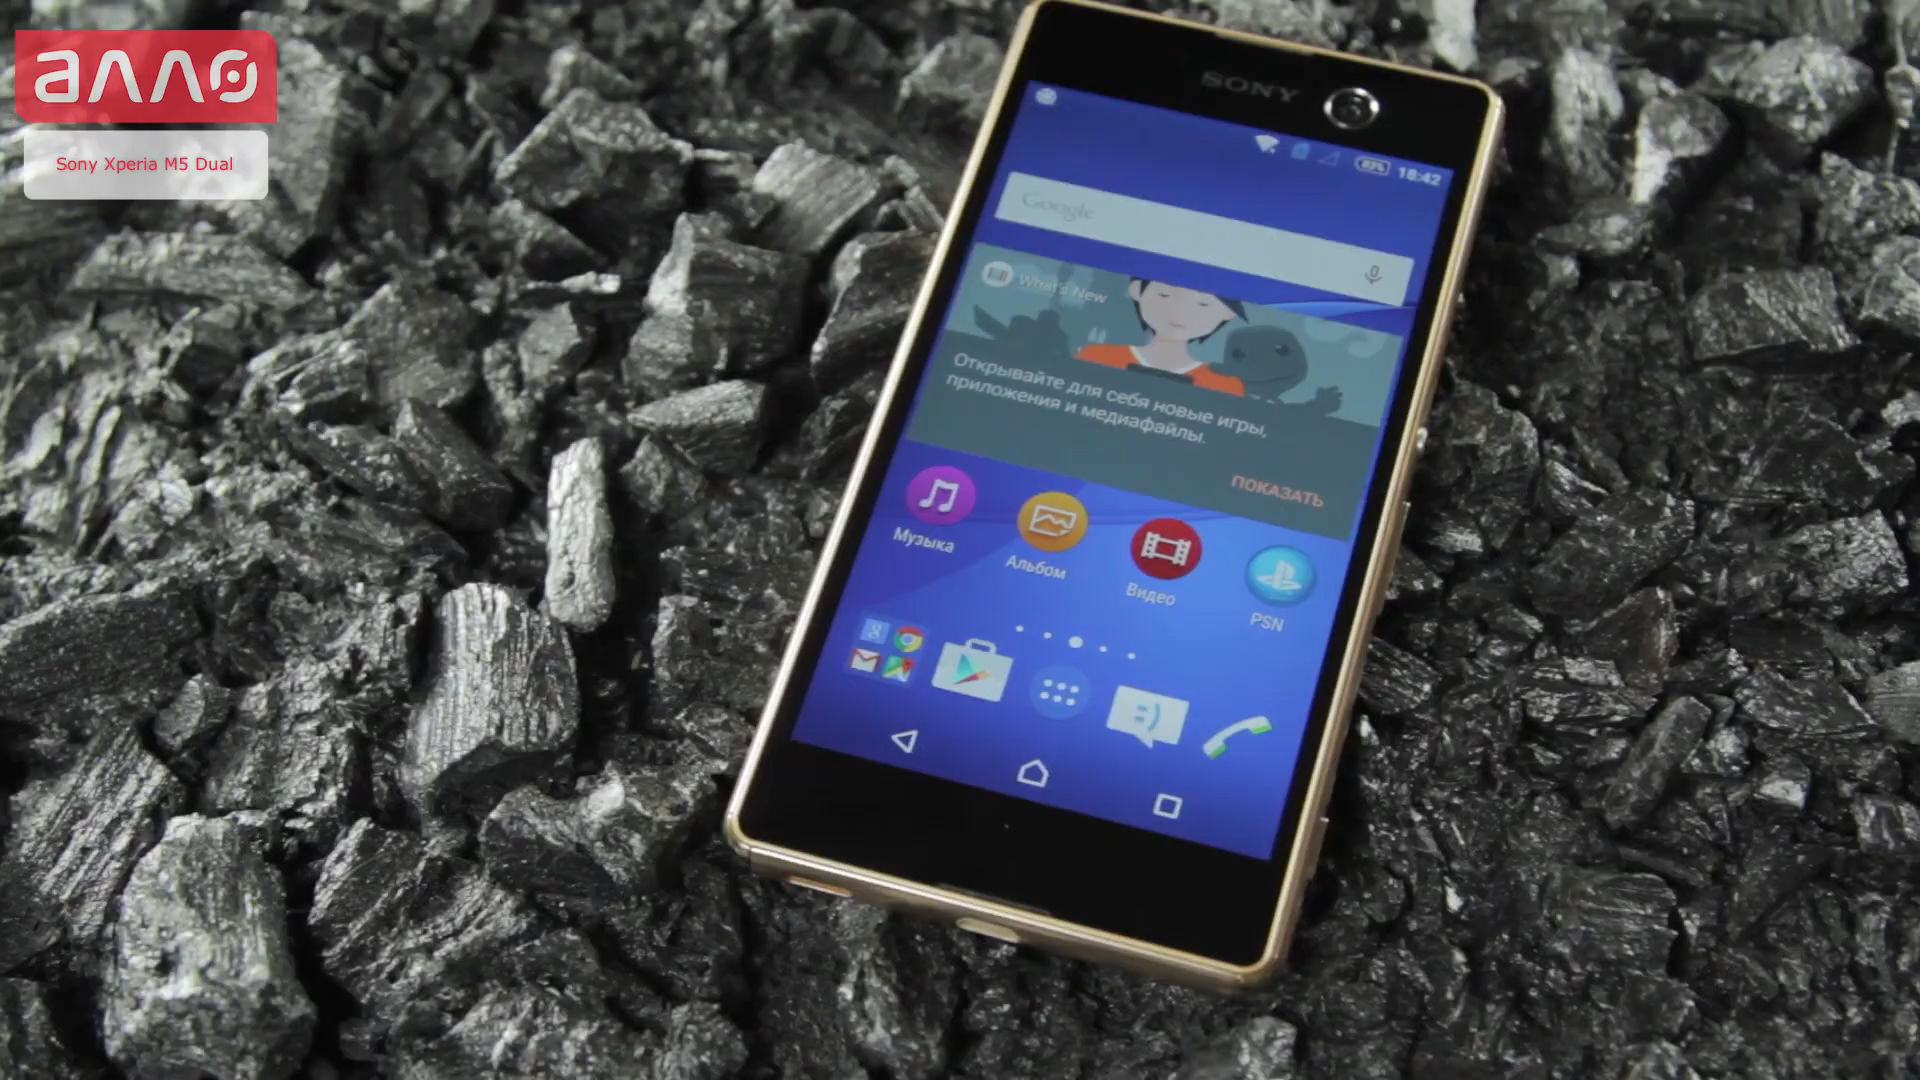 алло
Sony Xperia M5 Dual
SONY
83% 18:42
Google
What's New
Открывайте для себя новые игры,
приложения и медиафайлы.
ПОКАЗАТЬ
Музыка
Альбом
Видео
PSN